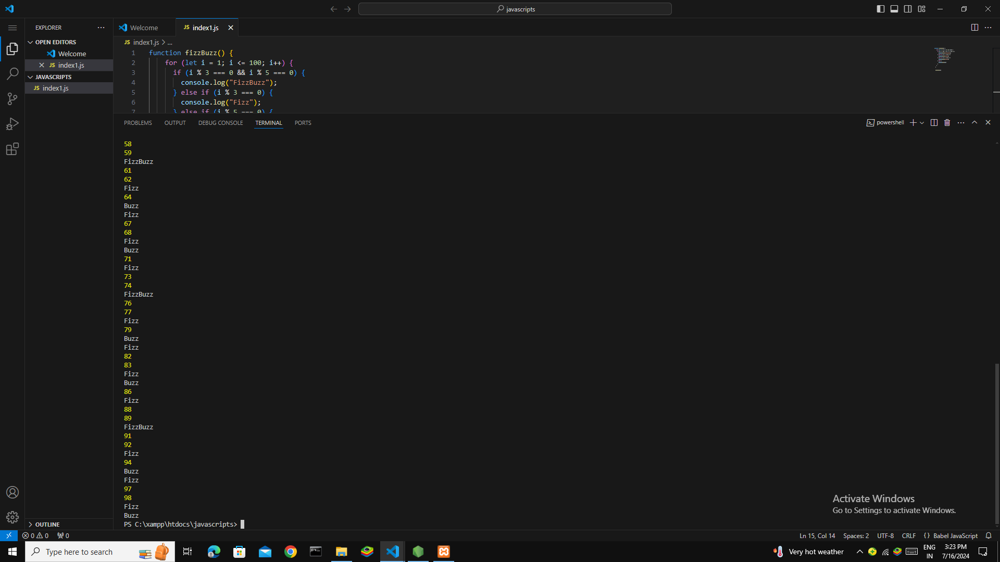 javascripts
EXPLORER
Welcome
JS index1.js
OPEN EDITORS
Welcome
JS index1.js
JAVASCRIPTS
JS index1.js
JS index1.js > ...
1 function fizzBuzz() {
2 for (let i = 1; i <= 100; i++) {
3 if (i % 3 === 0 && i % 5 === 0) {
4 console.log("FizzBuzz");
5 } else if (i % 3 === 0) {
6 console.log("Fizz");
7 } else if (i % 5 === 0) {
PROBLEMS OUTPUT DEBUG CONSOLE TERMINAL PORTS
powershell
58
59
FizzBuzz
61
62
Fizz
64
Buzz
Fizz
67
68
Fizz
Buzz
71
Fizz
73
74
FizzBuzz
76
77
Fizz
79
Buzz
Fizz
82
83
Fizz
Buzz
86
Fizz
88
89
FizzBuzz
91
92
Fizz
94
Buzz
Fizz
97
98
Fizz
Buzz
PS C:\xampp\htdocs\javascripts>
Activate Windows
Go to Settings to activate Windows.
OUTLINE
0 0 0
Ln 15, Col 14 Spaces: 2 UTF-8 CRLF {} Babel JavaScript
Type here to search
Very hot weather
ENG
IN
3:23 PM
7/16/2024